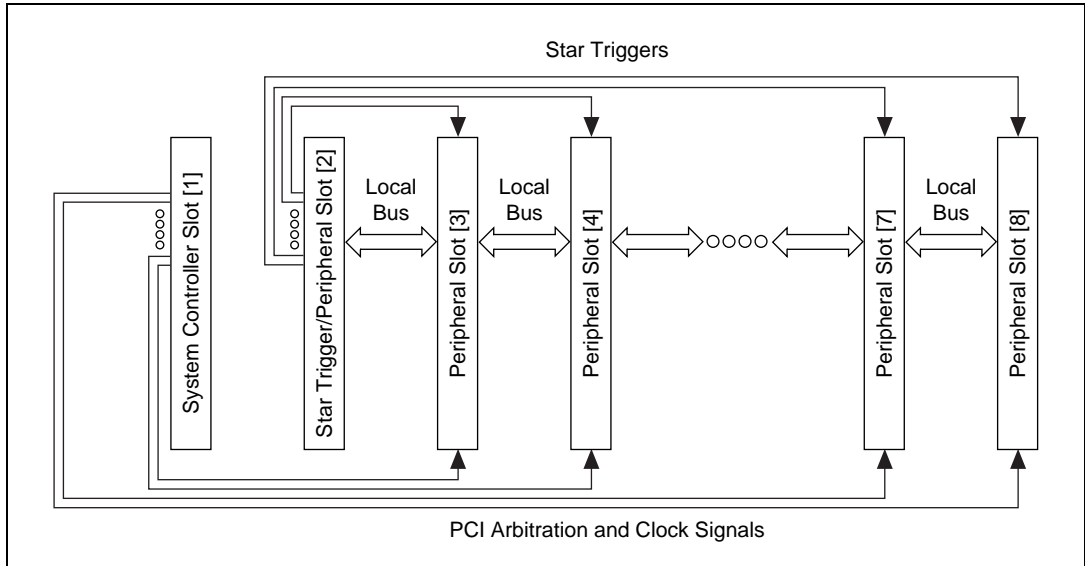 Star Triggers
System Controller Slot [1]
Star Trigger/Peripheral Slot [2]
Local
Bus
Peripheral Slot [3]
Local
Bus
Peripheral Slot [4]
Peripheral Slot [7]
Local
Bus
Peripheral Slot [8]
PCI Arbitration and Clock Signals